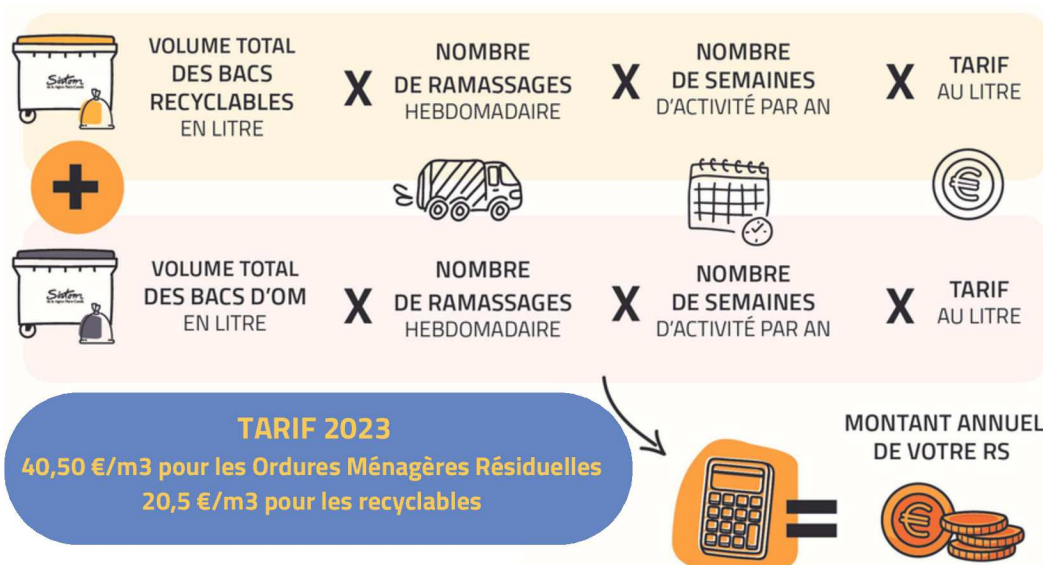 VOLUME TOTAL
DES BACS
RECYCLABLES
EN LITRE
X
NOMBRE
DE RAMASSAGES
HEBDOMADAIRE
X
NOMBRE
DE SEMAINES
D'ACTIVITÉ PAR AN
X
TARIF
AU LITRE
Sistom
+
€
VOLUME TOTAL
DES BACS D'OM
EN LITRE
X
NOMBRE
DE RAMASSAGES
HEBDOMADAIRE
X
NOMBRE
DE SEMAINES
D'ACTIVITÉ PAR AN
X
TARIF
AU LITRE
Sistom
TARIF 2023
40,50 €/m3 pour les Ordures Ménagères Résiduelles
20,5 €/m3 pour les recyclables
=
MONTANT ANNUEL
DE VOTRE RS
€